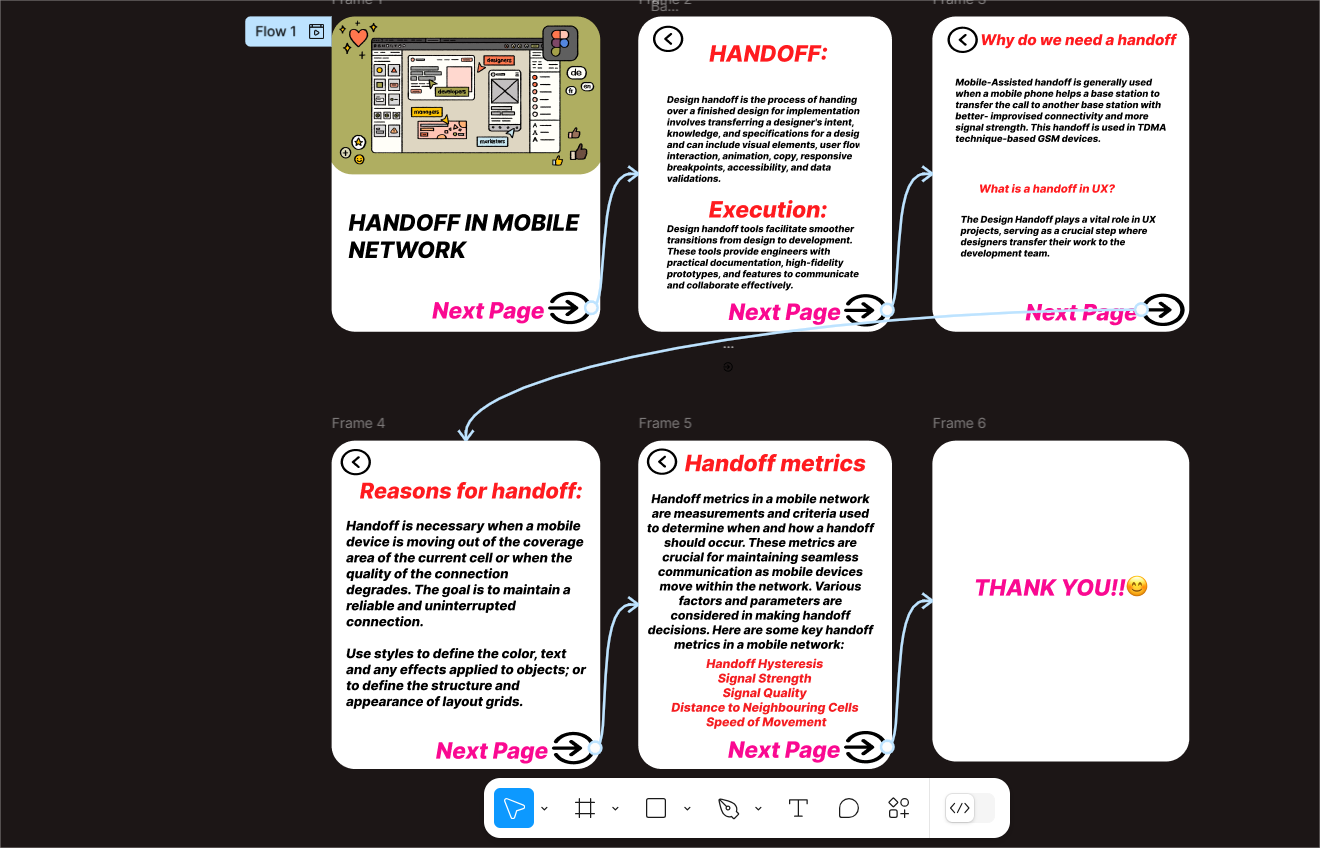 Frame 1
Ba...
Frame 2
Frame 3
Flow 1
designers
developers
managers
marketers
de
fr
en
HANDOFF IN MOBILE
NETWORK
Next Page
HANDOFF:
Design handoff is the process of handing
over a finished design for implementation
involves transferring a designer's intent,
knowledge, and specifications for a desig
and can include visual elements, user flow
interaction, animation, copy, responsive
breakpoints, accessibility, and data
validations.
Execution:
Design handoff tools facilitate smoother
transitions from design to development.
These tools provide engineers with
practical documentation, high-fidelity
prototypes, and features to communicate
and collaborate effectively.
Next Page
Why do we need a handoff
Mobile-Assisted handoff is generally used
when a mobile phone helps a base station to
transfer the call to another base station with
better- improvised connectivity and more
signal strength. This handoff is used in TDMA
technique-based GSM devices.
What is a handoff in UX?
The Design Handoff plays a vital role in UX
projects, serving as a crucial step where
designers transfer their work to the
development team.
Next Page
...
Frame 4
Reasons for handoff:
Handoff is necessary when a mobile
device is moving out of the coverage
area of the current cell or when the
quality of the connection
degrades. The goal is to maintain a
reliable and uninterrupted
connection.
Use styles to define the color, text
and any effects applied to objects; or
to define the structure and
appearance of layout grids.
Next Page
Frame 5
Handoff metrics
Handoff metrics in a mobile network
are measurements and criteria used
to determine when and how a handoff
should occur. These metrics are
crucial for maintaining seamless
communication as mobile devices
move within the network. Various
factors and parameters are
considered in making handoff
decisions. Here are some key handoff
metrics in a mobile network:
Handoff Hysteresis
Signal Strength
Signal Quality
Distance to Neighbouring Cells
Speed of Movement
Next Page
Frame 6
THANK YOU!!😊